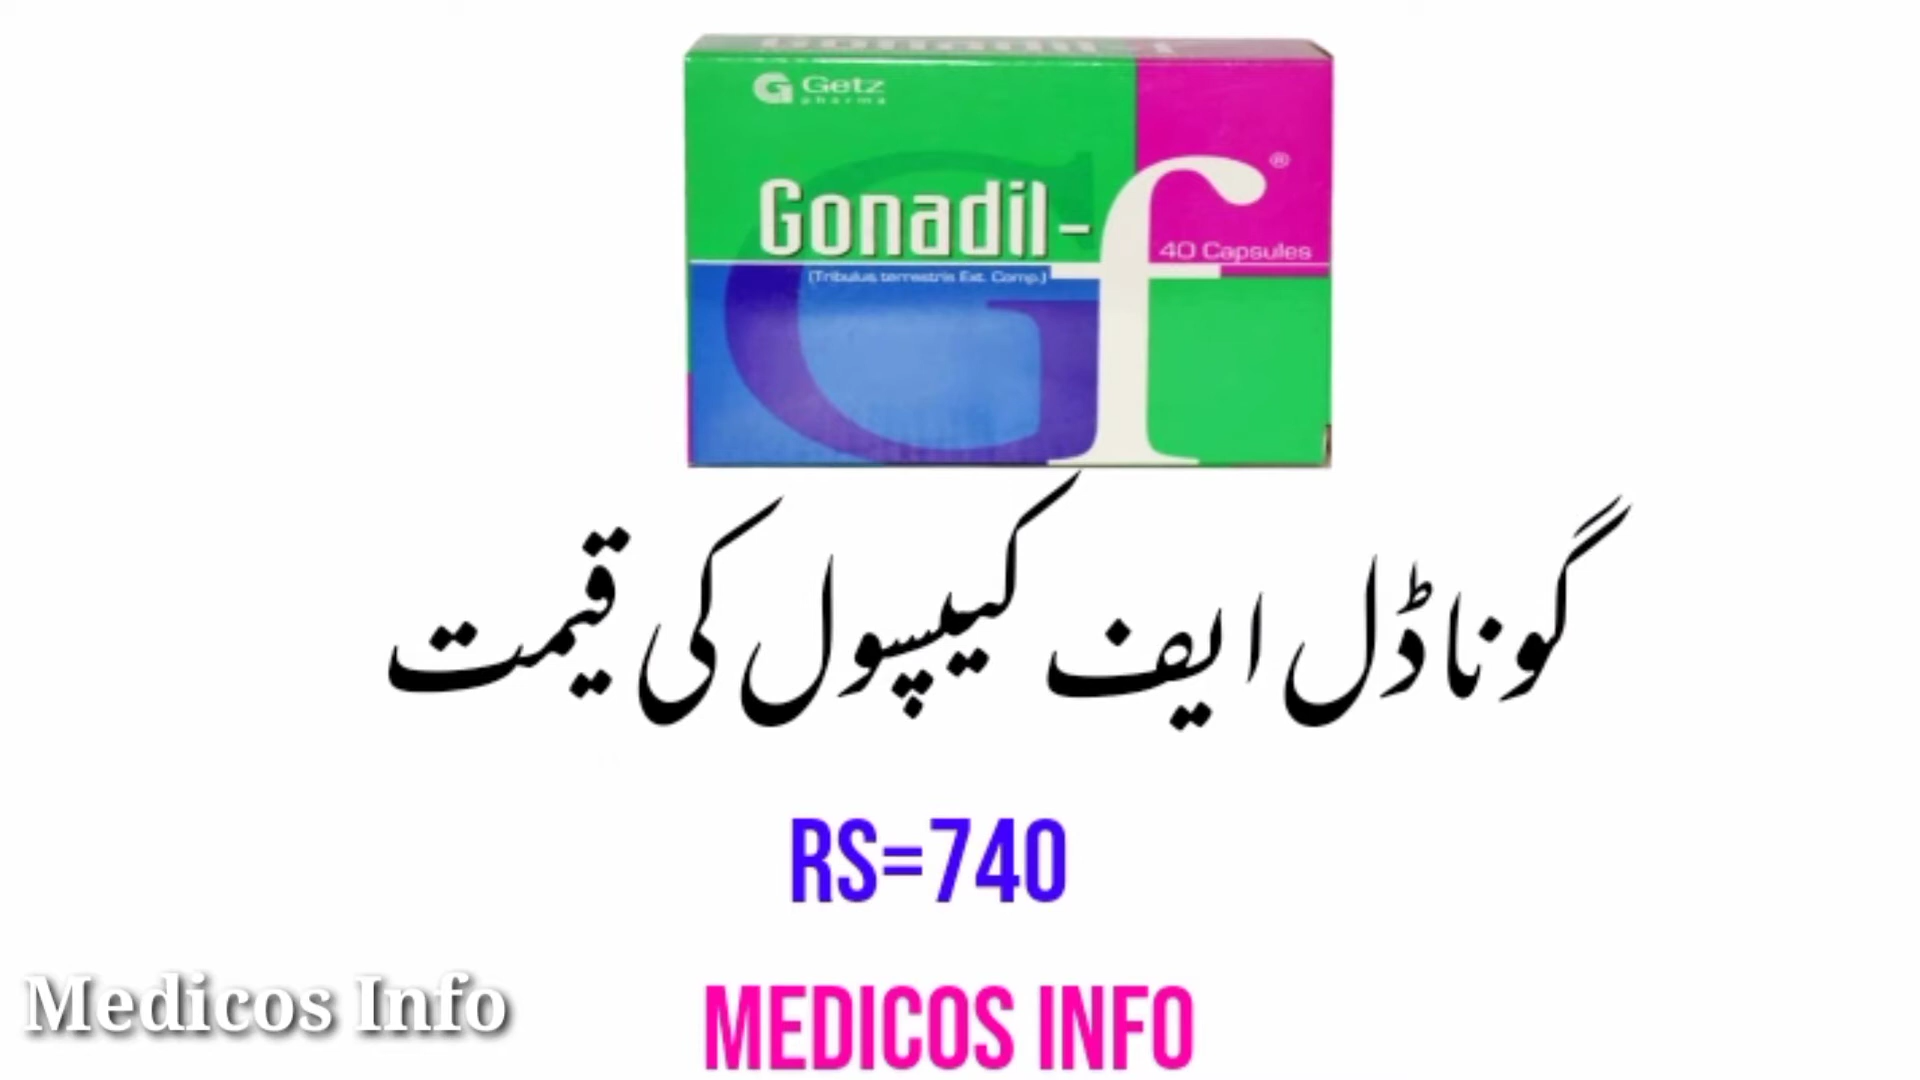 Gonadil-f
Getz
pharma
Gonadil-f®
40 Capsules
(Tribulus terrestris Ext. Comp.)
گوناڈل ایف کیپسول کی قیمت
RS=740
Medicos Info
MEDICOS INFO